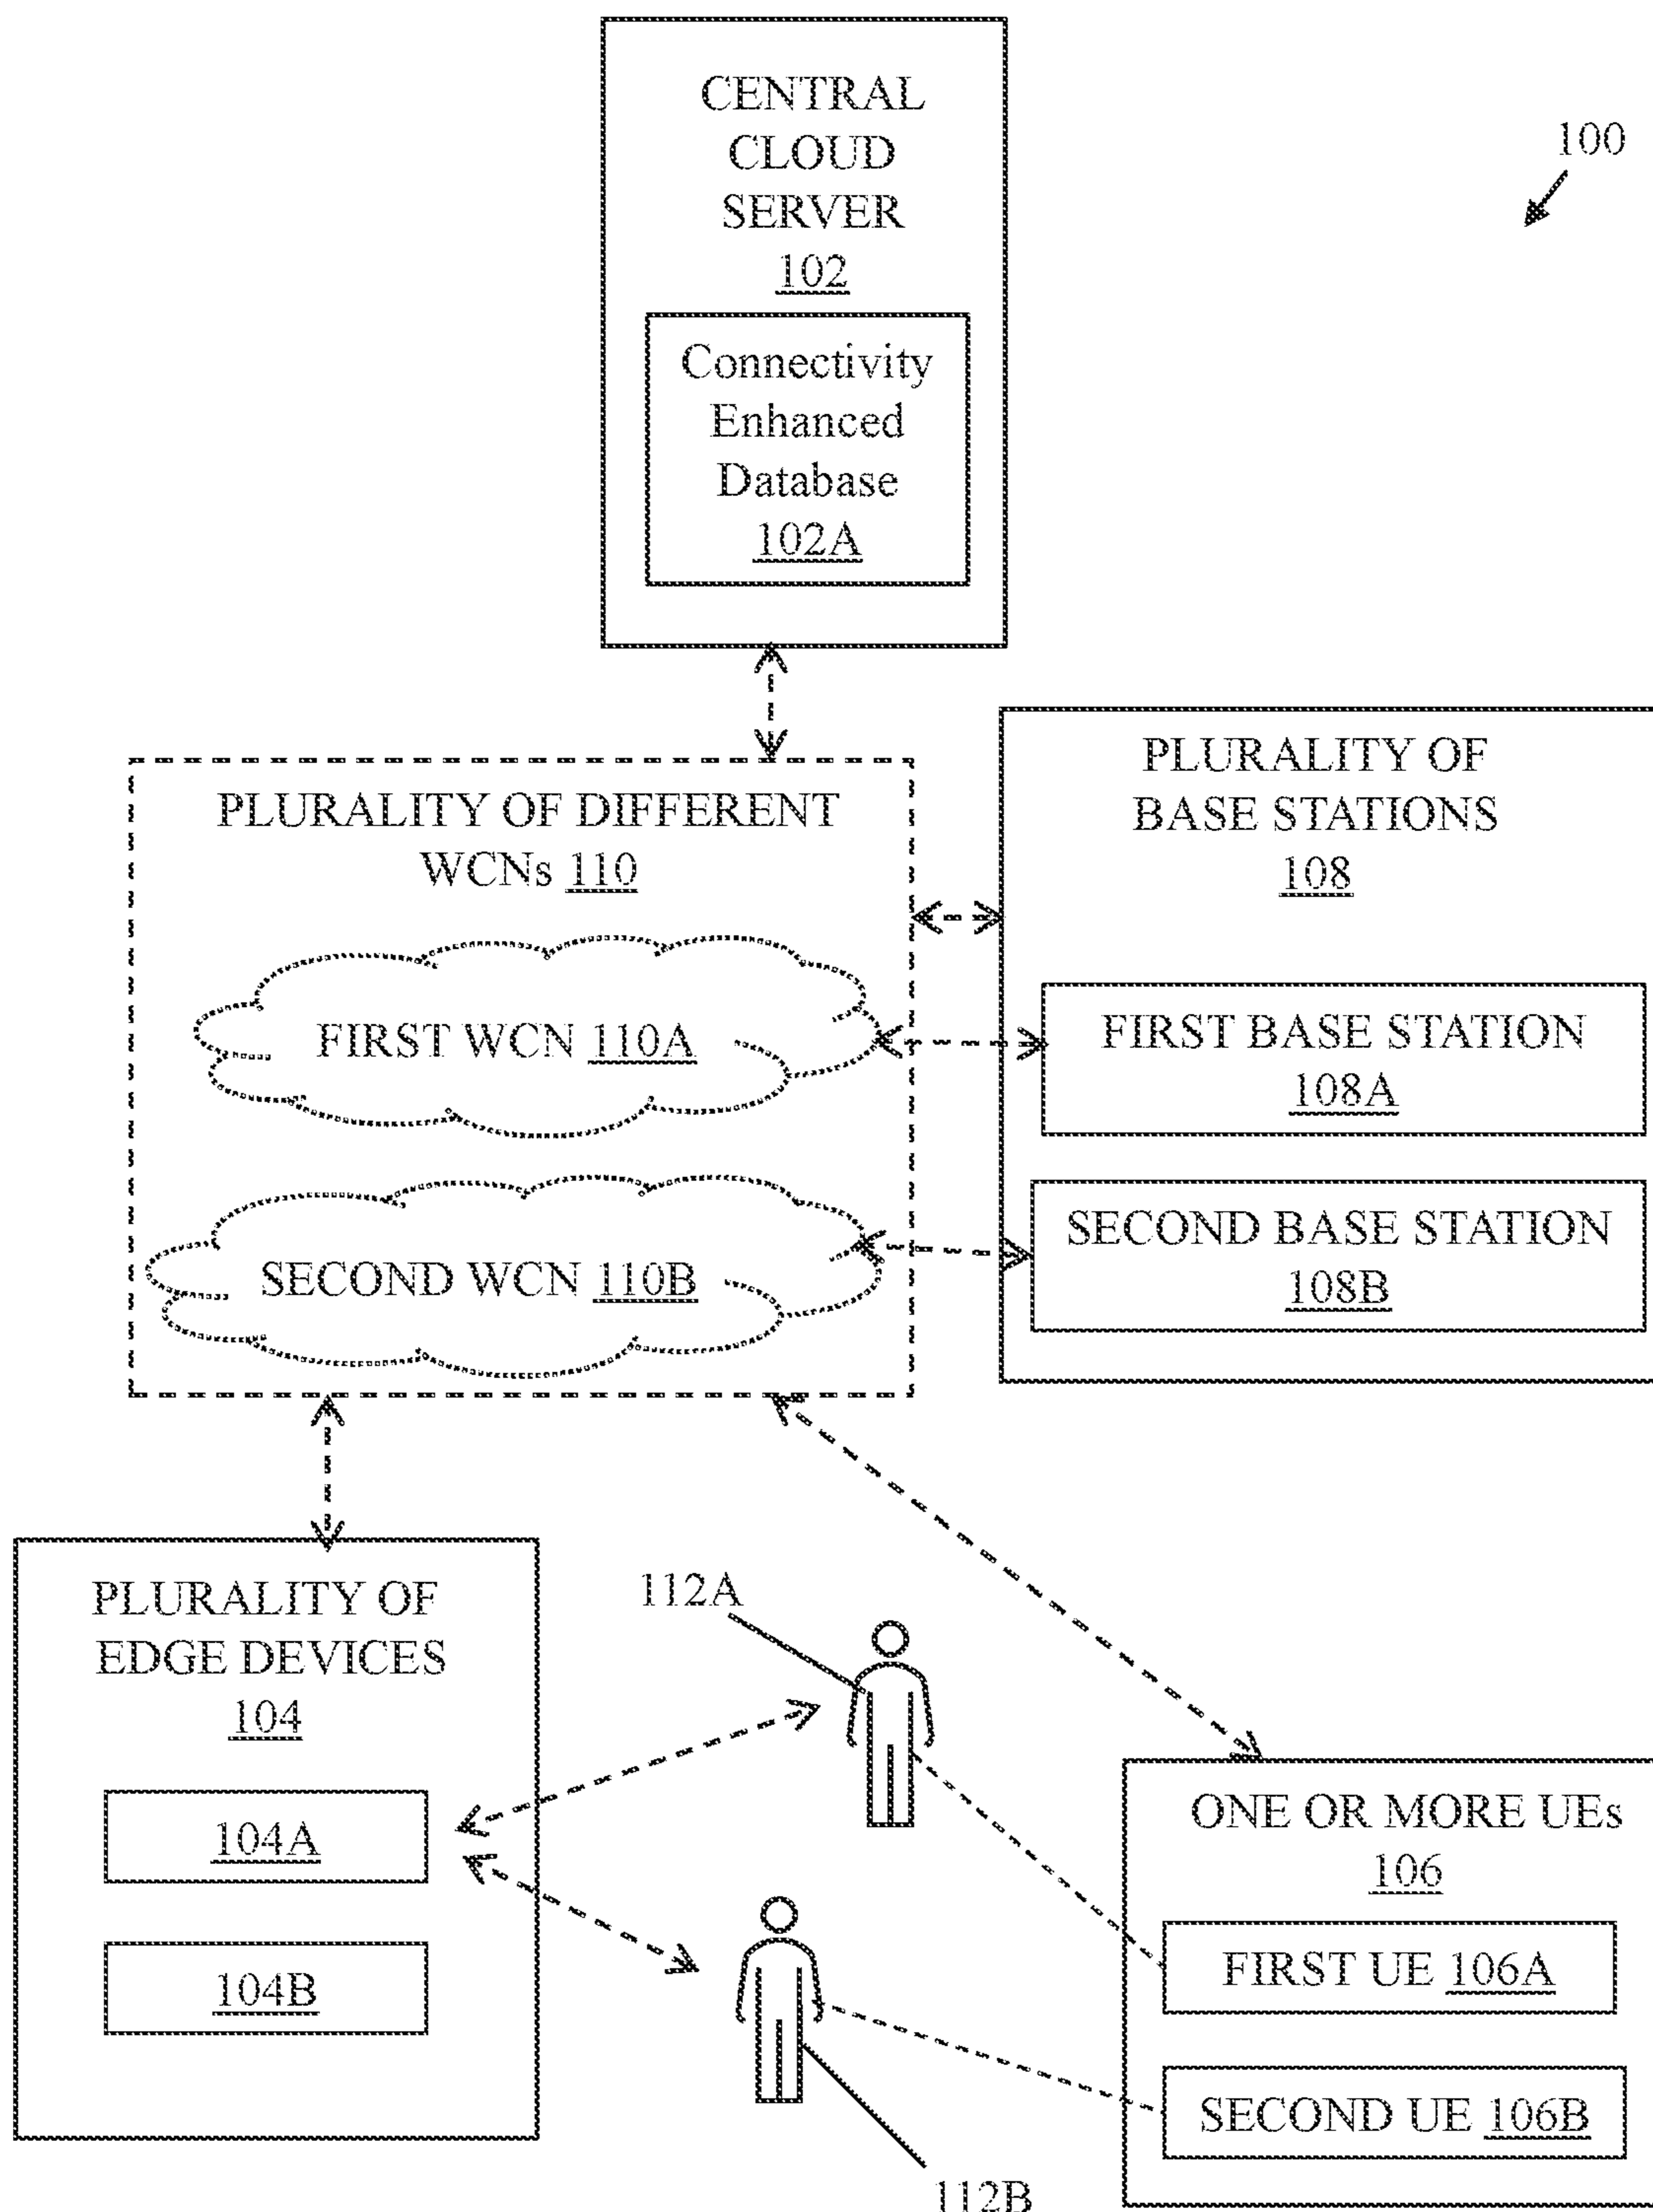 CENTRAL
CLOUD
SERVER
102
Connectivity
Enhanced
Database
102A
100
PLURALITY OF DIFFERENT
WCNs 110
FIRST WCN 110A
SECOND WCN 110B
PLURALITY OF
BASE STATIONS
108
FIRST BASE STATION
108A
SECOND BASE STATION
108B
PLURALITY OF
EDGE DEVICES
104
104A
104B
112A
112B
ONE OR MORE UEs
106
FIRST UE 106A
SECOND UE 106B